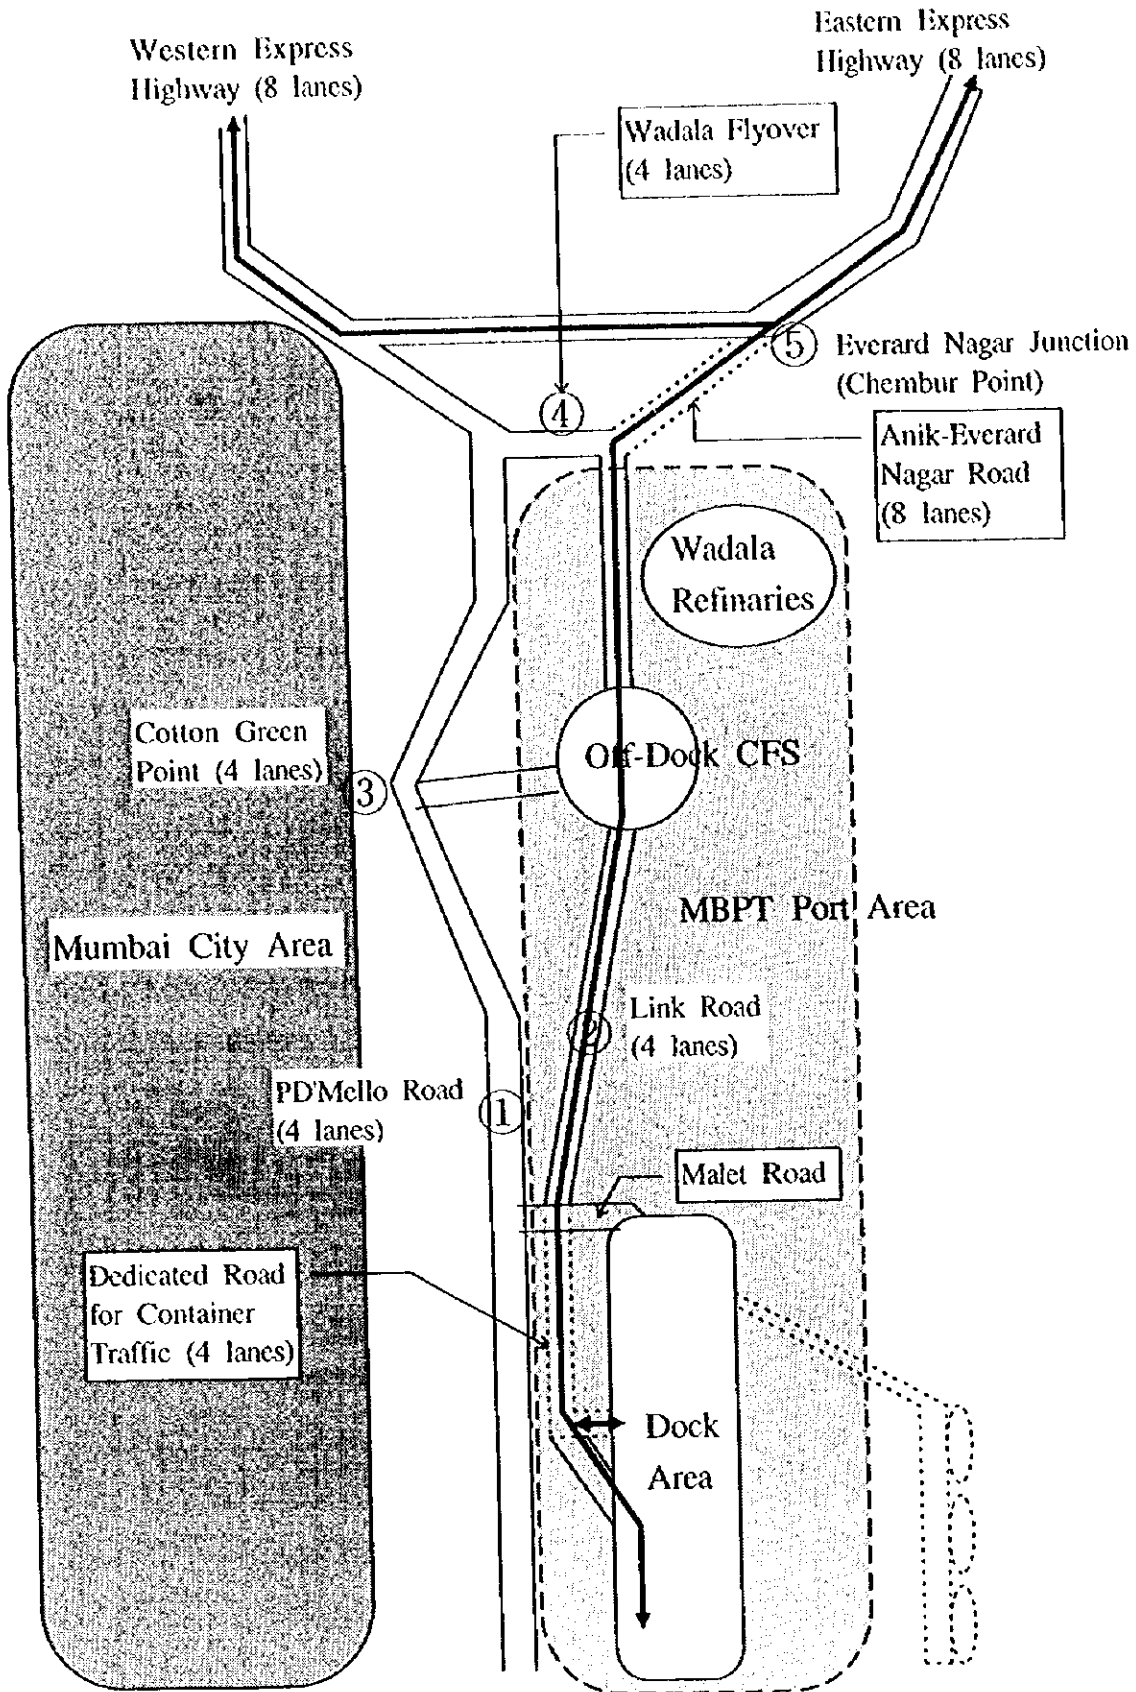 Western Express
Highway (8 lanes)
Eastern Express
Highway (8 lanes)
Wadala Flyover
(4 lanes)
5
Everard Nagar Junction
(Chembur Point)
4
Anik-Everard
Nagar Road
(8 lanes)
Wadala
Refinaries
Cotton Green
Point (4 lanes)
3
Off-Dock CFS
MBPT Port Area
Mumbai City Area
Link Road
(4 lanes)
2
PD'Mello Road
(4 lanes)
1
Malet Road
Dedicated Road
for Container
Traffic (4 lanes)
Dock
Area